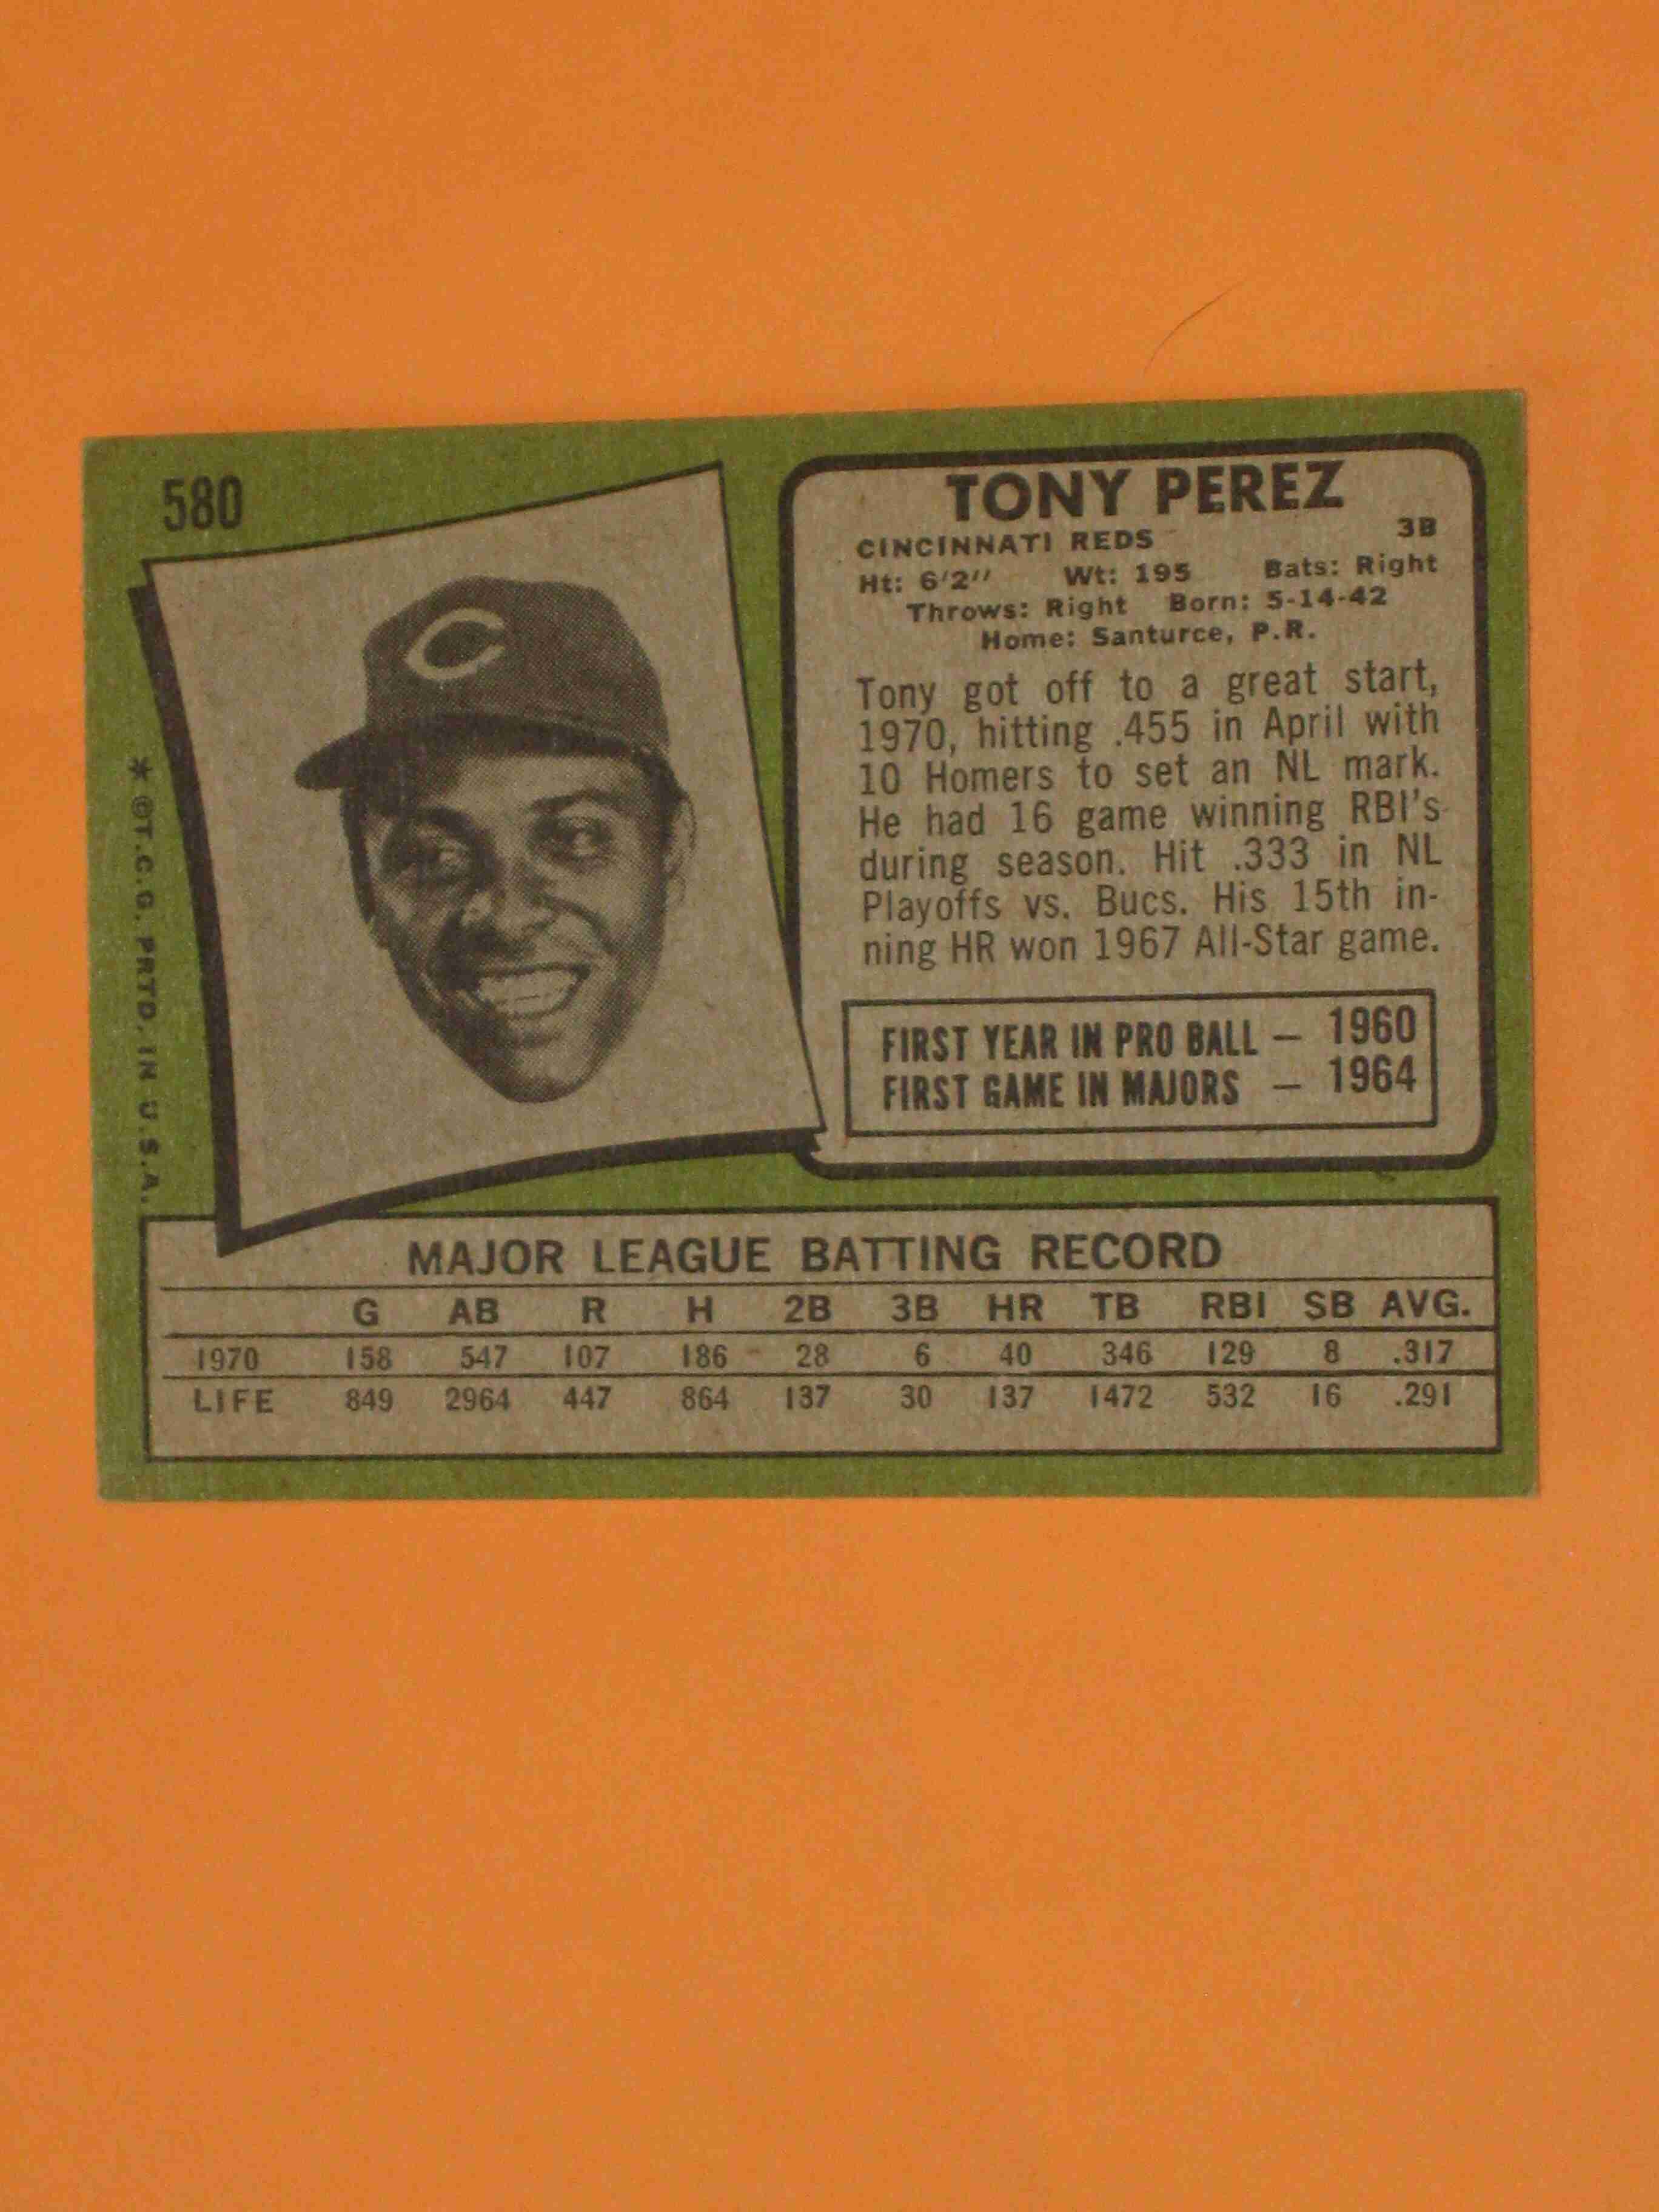 580
TONY PEREZ
CINCINNATI REDS 3B
Ht: 6'2'' Wt: 195 Bats: Right
Throws: Right Born: 5-14-42
Home: Santurce, P.R.
Tony got off to a great start,
1970, hitting .455 in April with
10 Homers to set an NL mark.
He had 16 game winning RBI's
during season. Hit .333 in NL
Playoffs vs. Bucs. His 15th in-
ning HR won 1967 All-Star game.
FIRST YEAR IN PRO BALL – 1960
FIRST GAME IN MAJORS – 1964
C
* ©T.C.G. PRTD. IN U.S.A.
MAJOR LEAGUE BATTING RECORD
G AB R H 2B 3B HR TB RBI SB AVG.
1970 158 547 107 186 28 6 40 346 129 8 .317
LIFE 849 2964 447 864 137 30 137 1472 532 16 .291